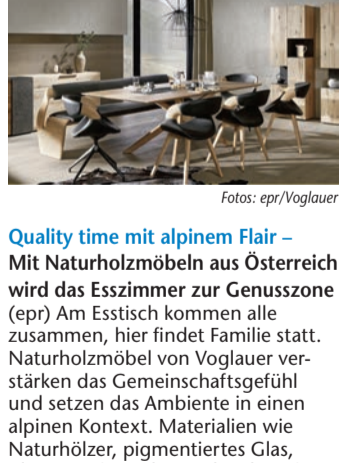 Fotos: epr/Voglauer
Quality time mit alpinem Flair –
Mit Naturholzmöbeln aus Österreich
wird das Esszimmer zur Genusszone
(epr) Am Esstisch kommen alle
zusammen, hier findet Familie statt.
Naturholzmöbel von Voglauer ver-
stärken das Gemeinschaftsgefühl
und setzen das Ambiente in einen
alpinen Kontext. Materialien wie
Naturhölzer, pigmentiertes Glas,